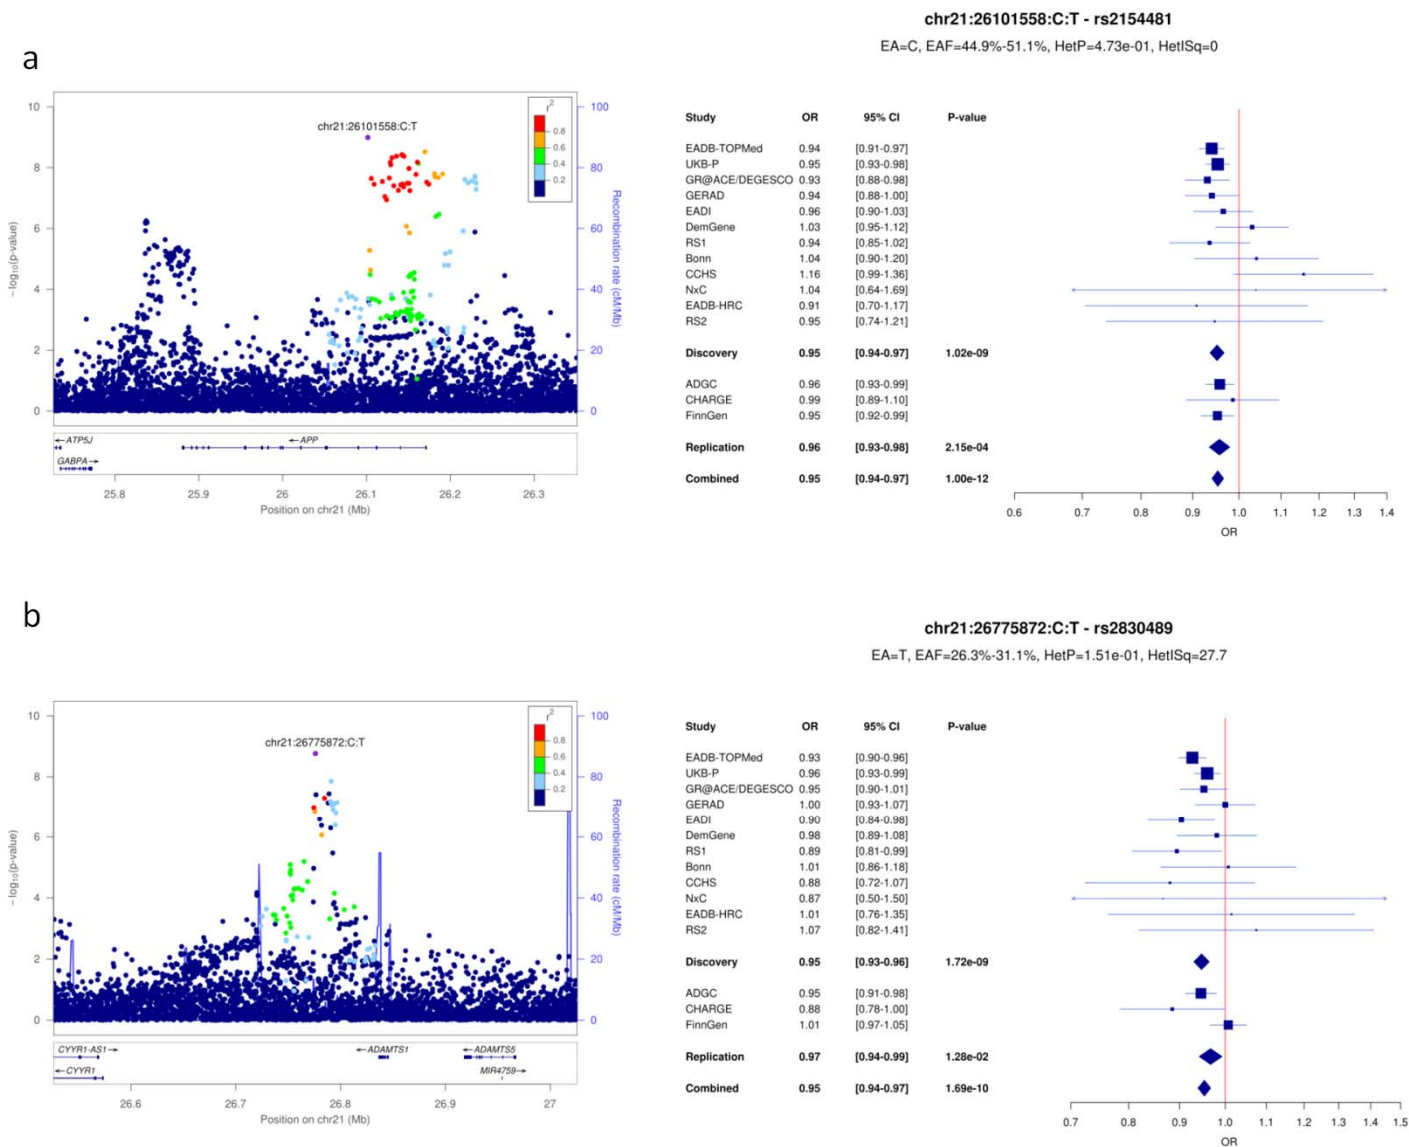 a
chr21:26101558:C:T - rs2154481
EA=C, EAF=44.9%-51.1%, HetP=4.73e-01, HetISq=0
10
8
6
4
2
0
−log10(p-value)
chr21:26101558:C:T
r2
0.8
0.6
0.4
0.2
100
80
60
40
20
0
Recombination rate (cM/Mb)
←ATP5J
←APP
GABPA→
25.8 25.9 26 26.1 26.2 26.3
Position on chr21 (Mb)
Study OR 95% CI P-value
EADB-TOPMed 0.94 [0.91-0.97]
UKB-P 0.95 [0.93-0.98]
GR@ACE/DEGESCO 0.93 [0.88-0.98]
GERAD 0.94 [0.88-1.00]
EADI 0.96 [0.90-1.03]
DemGene 1.03 [0.95-1.12]
RS1 0.94 [0.85-1.02]
Bonn 1.04 [0.90-1.20]
CCHS 1.16 [0.99-1.36]
NxC 1.04 [0.64-1.69]
EADB-HRC 0.91 [0.70-1.17]
RS2 0.95 [0.74-1.21]
Discovery 0.95 [0.94-0.97] 1.02e-09
ADGC 0.96 [0.93-0.99]
CHARGE 0.99 [0.89-1.10]
FinnGen 0.95 [0.92-0.99]
Replication 0.96 [0.93-0.98] 2.15e-04
Combined 0.95 [0.94-0.97] 1.00e-12
0.6 0.7 0.8 0.9 1.0 1.1 1.2 1.3 1.4
OR
b
chr21:26775872:C:T - rs2830489
EA=T, EAF=26.3%-31.1%, HetP=1.51e-01, HetISq=27.7
10
8
6
4
2
0
−log10(p-value)
chr21:26775872:C:T
r2
0.8
0.6
0.4
0.2
100
80
60
40
20
0
Recombination rate (cM/Mb)
CYYR1-AS1→ ←ADAMTS1 ←ADAMTS5
←CYYR1 MIR4759→
26.6 26.7 26.8 26.9 27
Position on chr21 (Mb)
Study OR 95% CI P-value
EADB-TOPMed 0.93 [0.90-0.96]
UKB-P 0.96 [0.93-0.99]
GR@ACE/DEGESCO 0.95 [0.90-1.01]
GERAD 1.00 [0.93-1.07]
EADI 0.90 [0.84-0.98]
DemGene 0.98 [0.89-1.08]
RS1 0.89 [0.81-0.99]
Bonn 1.01 [0.86-1.18]
CCHS 0.88 [0.72-1.07]
NxC 0.87 [0.50-1.50]
EADB-HRC 1.01 [0.76-1.35]
RS2 1.07 [0.82-1.41]
Discovery 0.95 [0.93-0.96] 1.72e-09
ADGC 0.95 [0.91-0.98]
CHARGE 0.88 [0.78-1.00]
FinnGen 1.01 [0.97-1.05]
Replication 0.97 [0.94-0.99] 1.28e-02
Combined 0.95 [0.94-0.97] 1.69e-10
0.7 0.8 0.9 1.0 1.1 1.2 1.3 1.4 1.5
OR